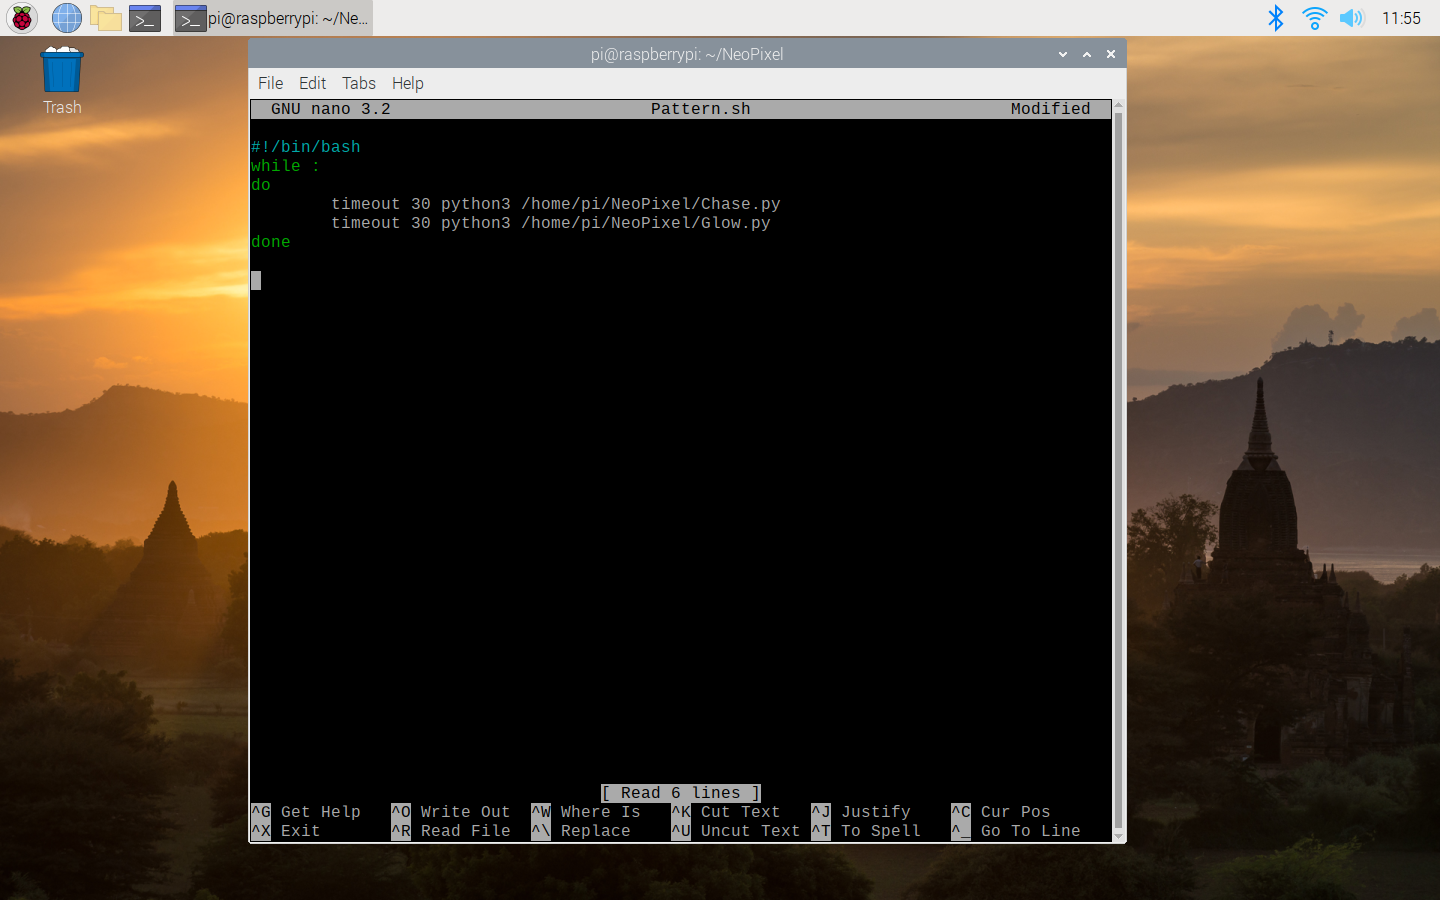 pi@raspberrypi: ~/Ne...
11:55
Trash
pi@raspberrypi: ~/NeoPixel
File Edit Tabs Help
GNU nano 3.2 Pattern.sh Modified
#!/bin/bash
while :
do
timeout 30 python3 /home/pi/NeoPixel/Chase.py
timeout 30 python3 /home/pi/NeoPixel/Glow.py
done
[ Read 6 lines ]
^G Get Help ^O Write Out ^W Where Is ^K Cut Text ^J Justify ^C Cur Pos
^X Exit ^R Read File ^\ Replace ^U Uncut Text ^T To Spell ^_ Go To Line